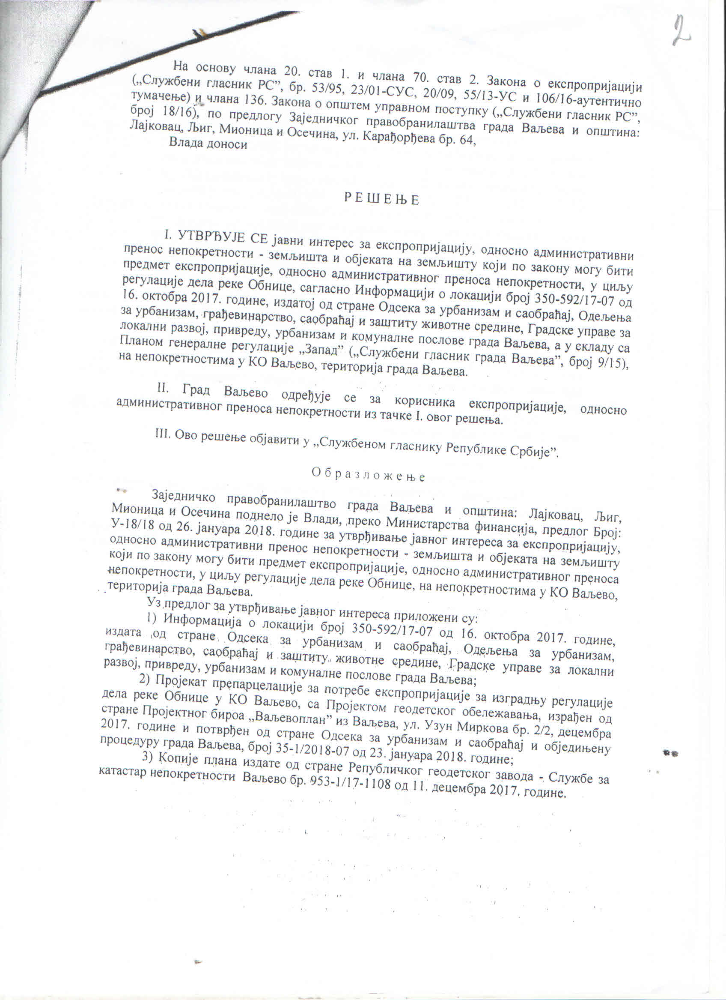 2
На основу члана 20. став 1. и члана 70. став 2. Закона о експропријацији
(„Службени гласник РС”, бр. 53/95, 23/01-СУС, 20/09, 55/13-УС и 106/16-аутентично
тумачење) и члана 136. Закона о општем управном поступку („Службени гласник РС”,
број 18/16), по предлогу Заједничког правобранилаштва града Ваљева и општина:
Лајковац, Љиг, Мионица и Осечина, ул. Карађорђева бр. 64,
Влада доноси
Р Е Ш Е Њ Е
I. УТВРЂУЈЕ СЕ јавни интерес за експропријацију, односно административни
пренос непокретности - земљишта и објеката на земљишту који по закону могу бити
предмет експропријације, односно административног преноса непокретности, у циљу
регулације дела реке Обнице, сагласно Информацији о локацији број 350-592/17-07 од
16. октобра 2017. године, издатој од стране Одсека за урбанизам и саобраћај, Одељења
за урбанизам, грађевинарство, саобраћај и заштиту животне средине, Градске управе за
локални развој, привреду, урбанизам и комуналне послове града Ваљева, а у складу са
Планом генералне регулације „Запад” („Службени гласник града Ваљева”, број 9/15),
на непокретностима у КО Ваљево, територија града Ваљева.
II. Град Ваљево одређује се за корисника експропријације, односно
административног преноса непокретности из тачке I. овог решења.
III. Ово решење објавити у „Службеном гласнику Републике Србије”.
О б р а з л о ж е њ е
Заједничко правобранилаштво града Ваљева и општина: Лајковац, Љиг,
Мионица и Осечина поднело је Влади, преко Министарства финансија, предлог Број:
У-18/18 од 26. јануара 2018. године за утврђивање јавног интереса за експропријацију,
односно административни пренос непокретности - земљишта и објеката на земљишту
који по закону могу бити предмет експропријације, односно административног преноса
непокретности, у циљу регулације дела реке Обнице, на непокретностима у КО Ваљево,
територија града Ваљева.
Уз предлог за утврђивање јавног интереса приложени су:
1) Информација о локацији број 350-592/17-07 од 16. октобра 2017. године,
издата од стране Одсека за урбанизам и саобраћај, Одељења за урбанизам,
грађевинарство, саобраћај и заштиту животне средине, Градске управе за локални
развој, привреду, урбанизам и комуналне послове града Ваљева;
2) Пројекат препарцелације за потребе експропријације за изградњу регулације
дела реке Обнице у КО Ваљево, са Пројектом геодетског обележавања, израђен од
стране Пројектног бироа „Ваљевоплан” из Ваљева, ул. Узун Миркова бр. 2/2, децембра
2017. године и потврђен од стране Одсека за урбанизам и саобраћај и обједињену
процедуру града Ваљева, број 35-1/2018-07 од 23. јануара 2018. године;
3) Копије плана издате од стране Републичког геодетског завода - Службе за
катастар непокретности Ваљево бр. 953-1/17-1108 од 11. децембра 2017. године.